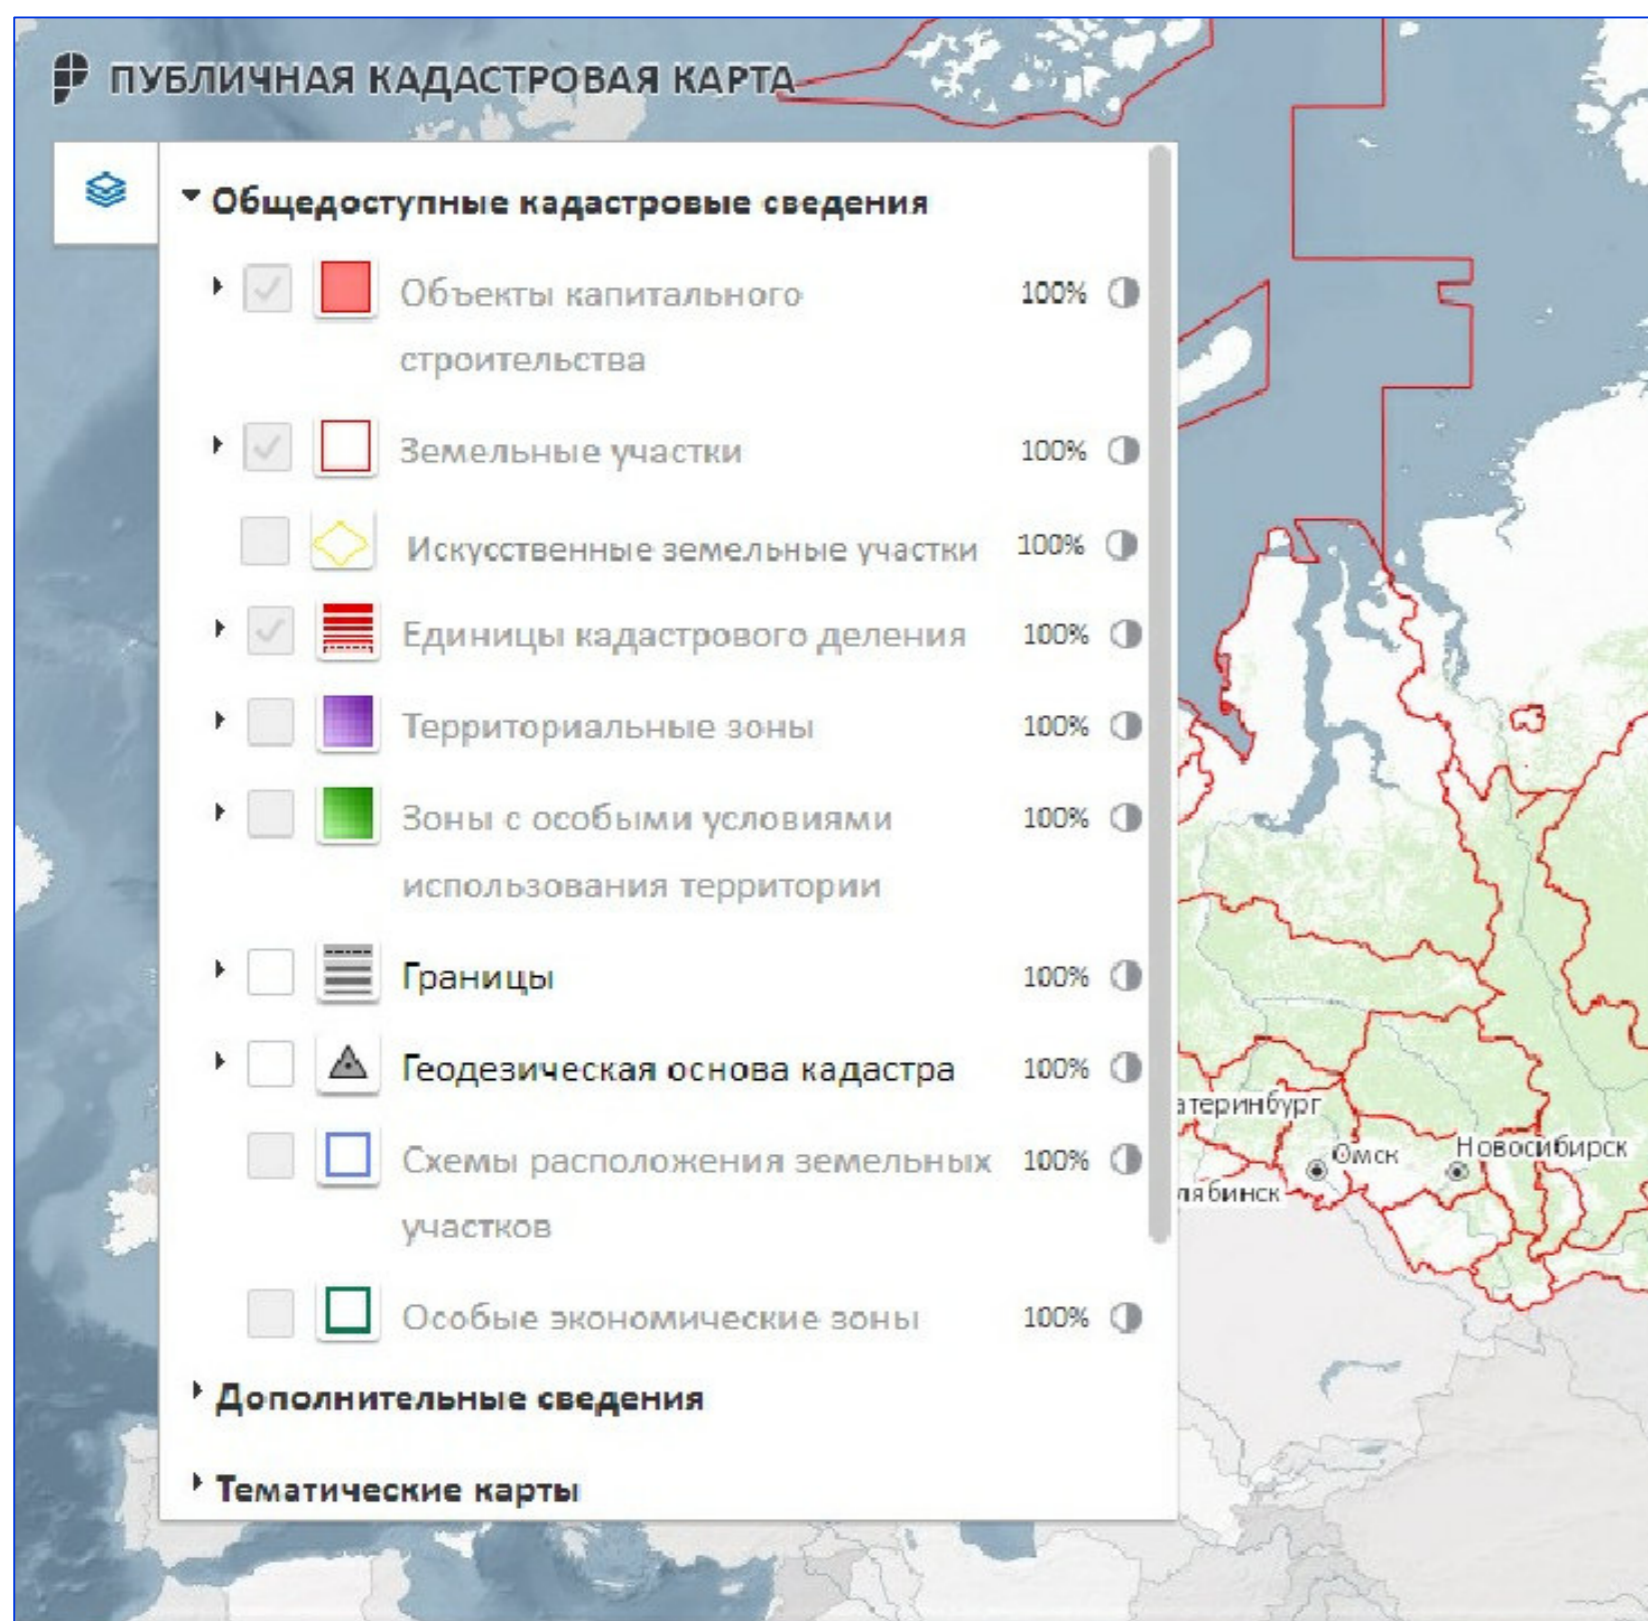 ПУБЛИЧНАЯ КАДАСТРОВАЯ КАРТА
Общедоступные кадастровые сведения
Объекты капитального 100%
строительства
Земельные участки 100%
Искусственные земельные участки 100%
Единицы кадастрового деления 100%
Территориальные зоны 100%
Зоны с особыми условиями 100%
использования территории
Границы 100%
Геодезическая основа кадастра 100%
атеринбург
Схемы расположения земельных 100%
участков
Омск
Новосибирск
лябинск
Особые экономические зоны 100%
Дополнительные сведения
Тематические карты